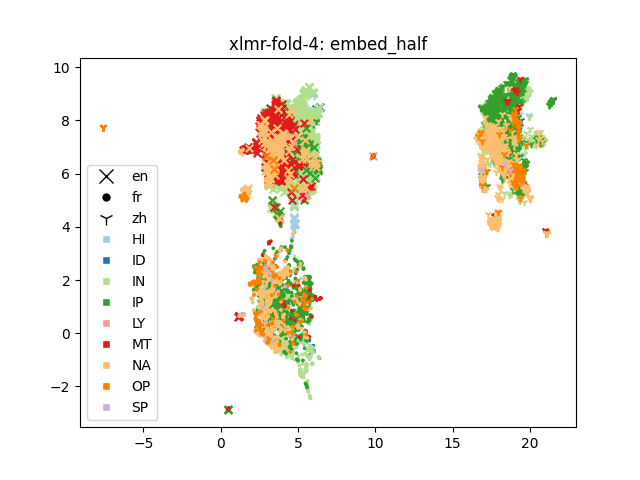 xlmr-fold-4: embed_half
10
8
6
4
2
0
−2
−5
0
5
10
15
20
en
fr
zh
HI
ID
IN
IP
LY
MT
NA
OP
SP